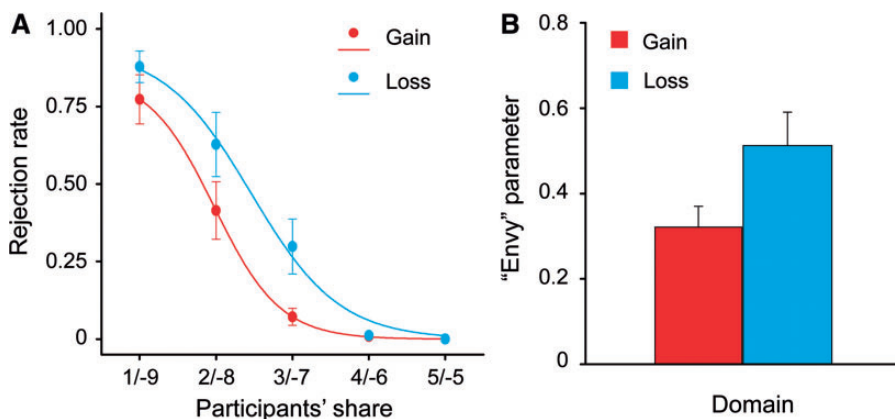 A
1.00
0.75
0.50
0.25
0
Rejection rate
Gain
Loss
1/-9 2/-8 3/-7 4/-6 5/-5
Participants' share
B
0.8
0.6
0.4
0.2
0
“Envy” parameter
Gain
Loss
Domain